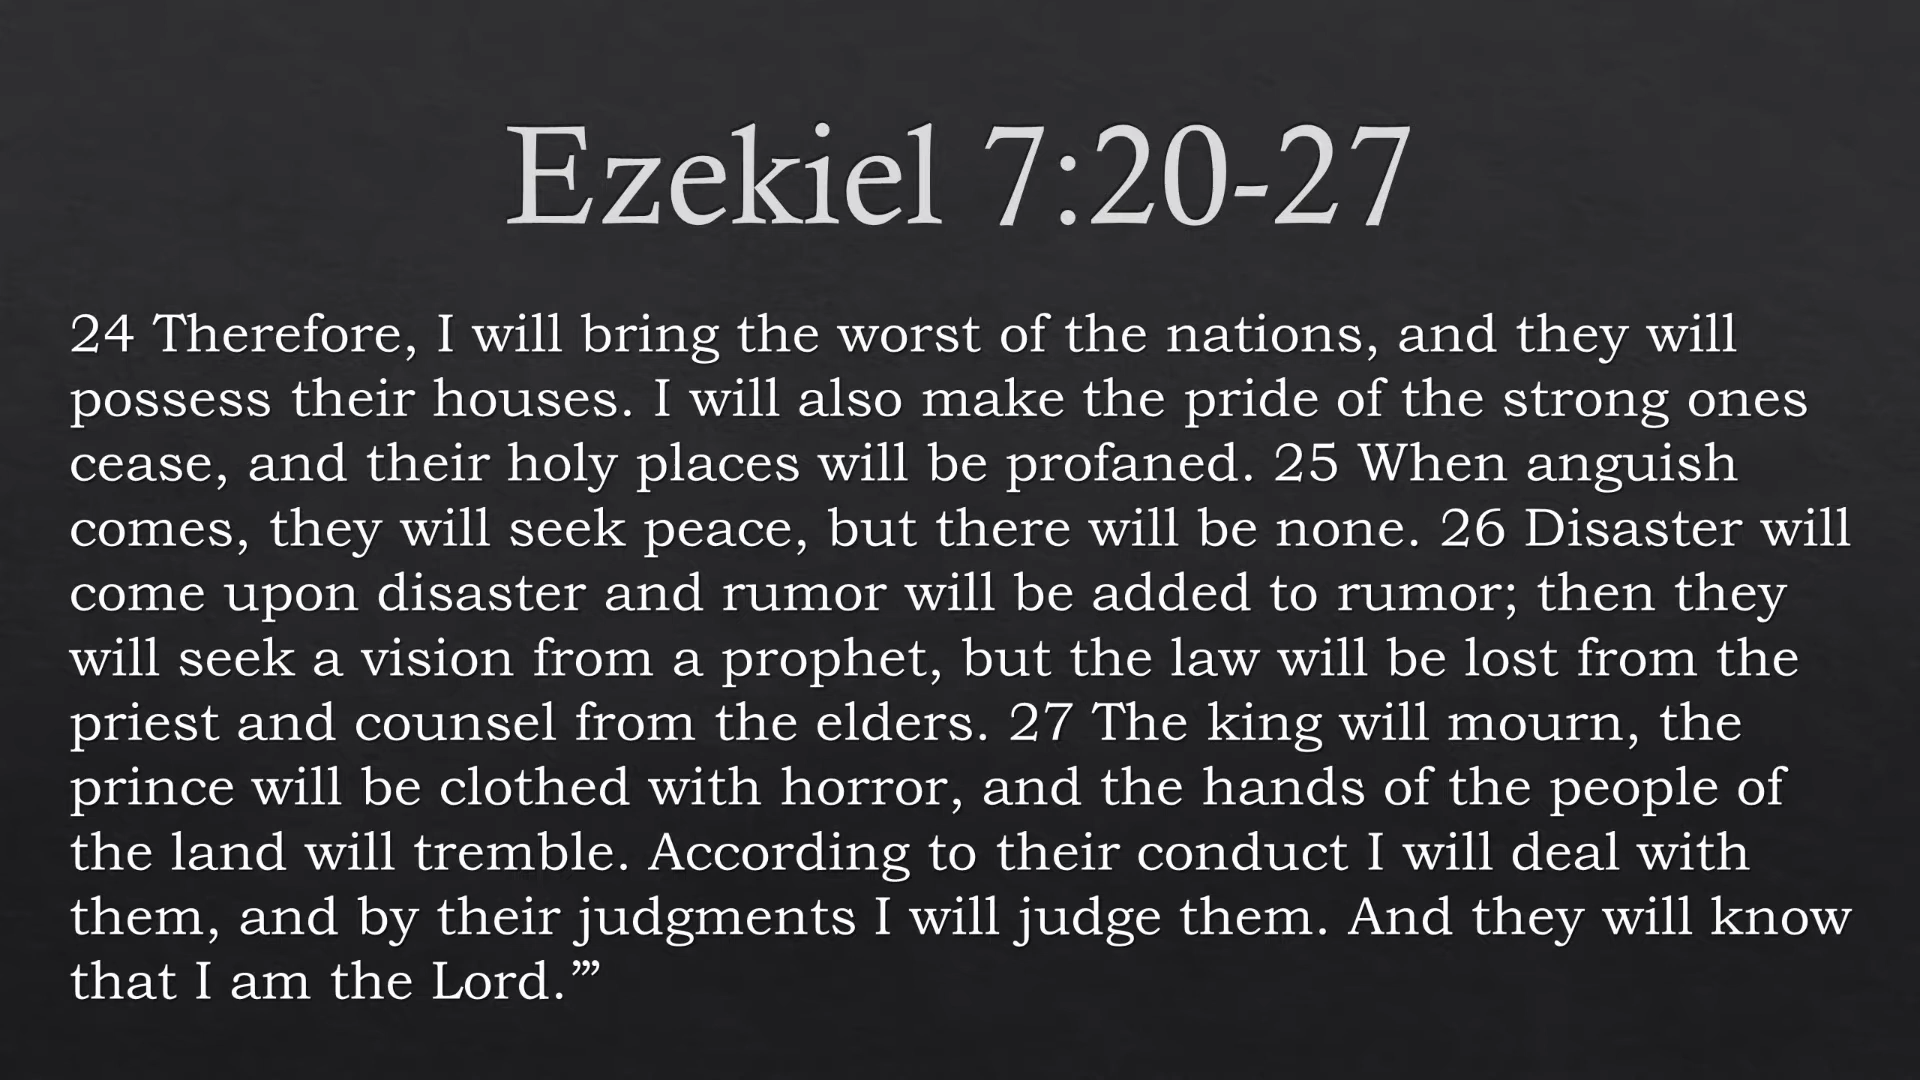 Ezekiel 7:20-27
24 Therefore, I will bring the worst of the nations, and they will
possess their houses. I will also make the pride of the strong ones
cease, and their holy places will be profaned. 25 When anguish
comes, they will seek peace, but there will be none. 26 Disaster will
come upon disaster and rumor will be added to rumor; then they
will seek a vision from a prophet, but the law will be lost from the
priest and counsel from the elders. 27 The king will mourn, the
prince will be clothed with horror, and the hands of the people of
the land will tremble. According to their conduct I will deal with
them, and by their judgments I will judge them. And they will know
that I am the Lord.’”